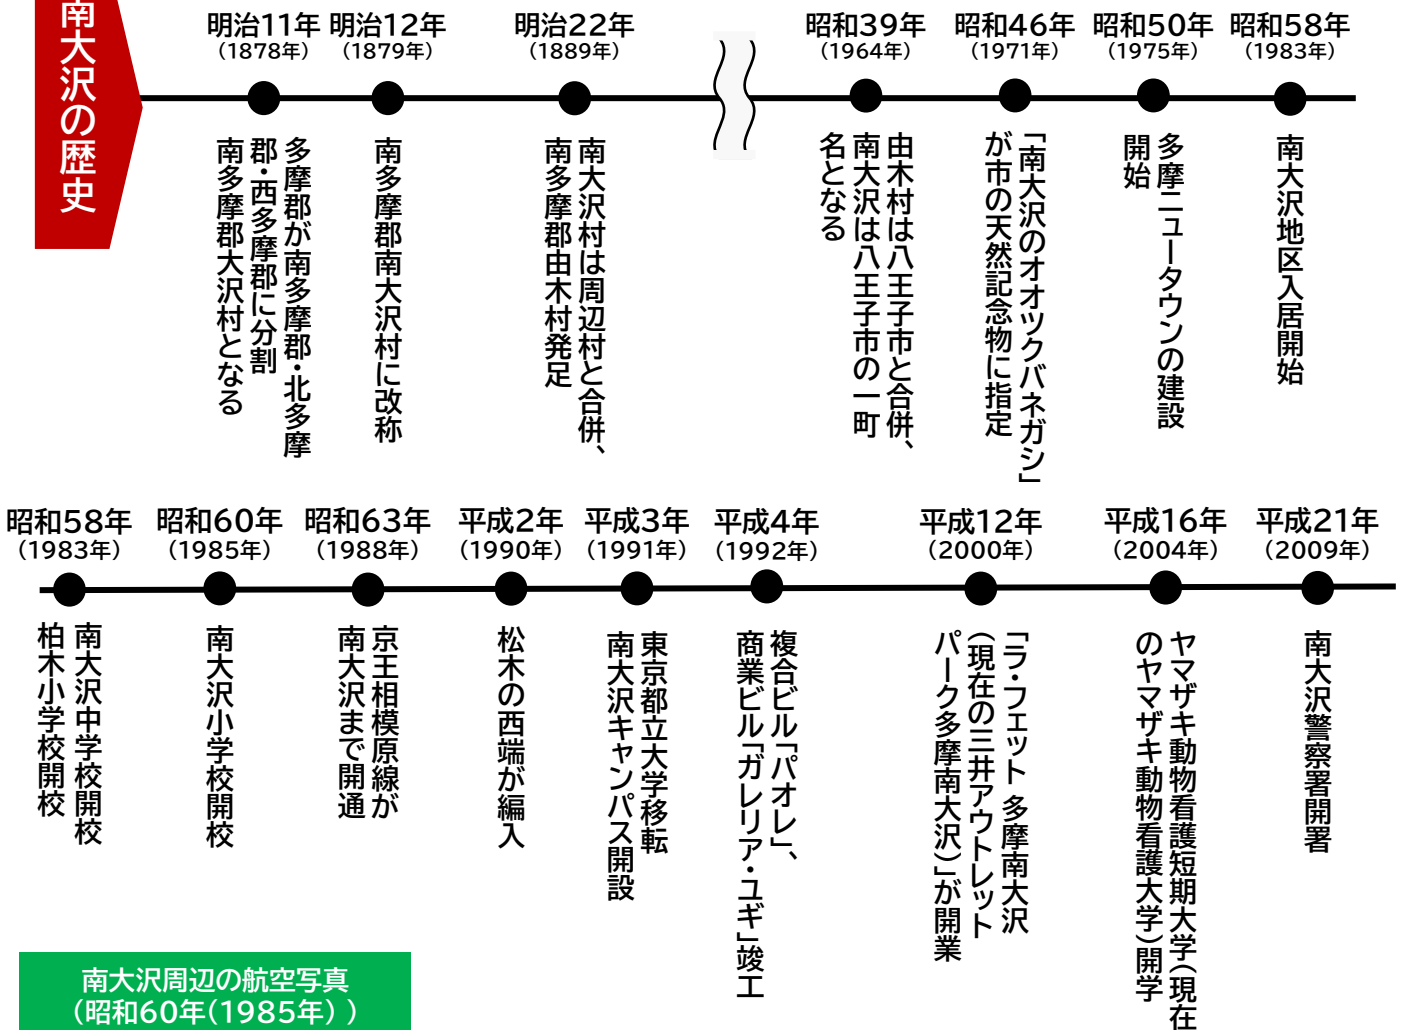 南大沢の歴史
明治11年
（1878年）
多摩郡が南多摩郡・北多摩
郡・西多摩郡に分割
南多摩郡大沢村となる
明治12年
（1879年）
南多摩郡南大沢村に改称
明治22年
（1889年）
南大沢村は周辺村と合併、
南多摩郡由木村発足
昭和39年
（1964年）
由木村は八王子市と合併、
南大沢は八王子市の一町
名となる
昭和46年
（1971年）
「南大沢のオオツクバネガシ」
が市の天然記念物に指定
昭和50年
（1975年）
多摩ニュータウンの建設
開始
昭和58年
（1983年）
南大沢地区入居開始
昭和58年
（1983年）
南大沢中学校開校
柏木小学校開校
昭和60年
（1985年）
南大沢小学校開校
昭和63年
（1988年）
京王相模原線が
南大沢まで開通
平成2年
（1990年）
松木の西端が編入
平成3年
（1991年）
東京都立大学移転
南大沢キャンパス開設
平成4年
（1992年）
複合ビル「パオレ」、
商業ビル「ガレリア・ユギ」竣工
平成12年
（2000年）
「ラ・フェット 多摩南大沢
（現在の三井アウトレット
パーク多摩南大沢）」が開業
平成16年
（2004年）
ヤマザキ動物看護短期大学（現在
のヤマザキ動物看護大学）開学
平成21年
（2009年）
南大沢警察署開署
南大沢周辺の航空写真
（昭和60年（1985年））